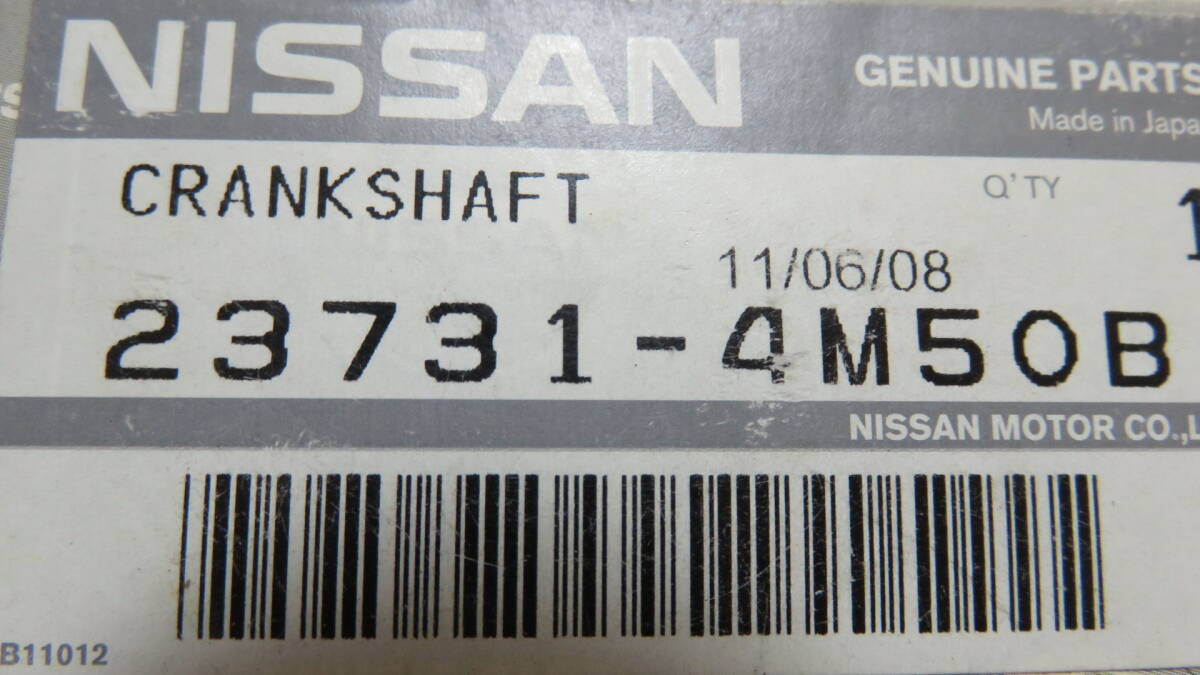 NISSAN
GENUINE PARTS
Made in Japa
CRANKSHAFT
Q'TY 1
11/06/08
23731-4M50B
NISSAN MOTOR CO.,L
B11012